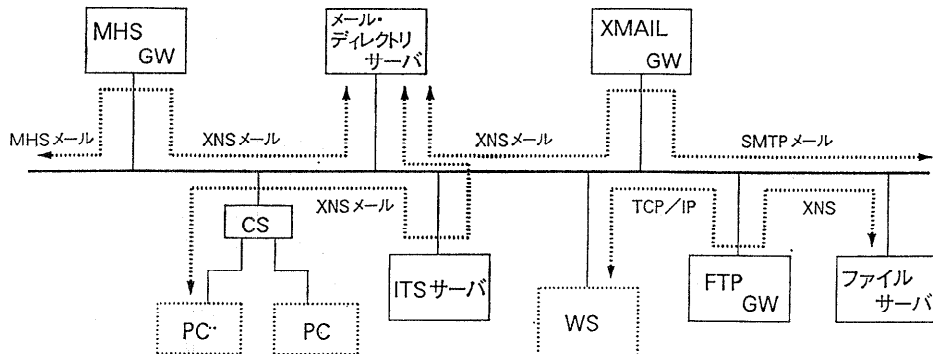 MHS
GW
メール・
ディレクトリ
サーバ
XMAIL
GW
MHSメール
XNSメール
XNSメール
SMTPメール
XNSメール
TCP／IP
XNS
CS
ITSサーバ
FTP
GW
ファイル
サーバ
PC
PC
WS